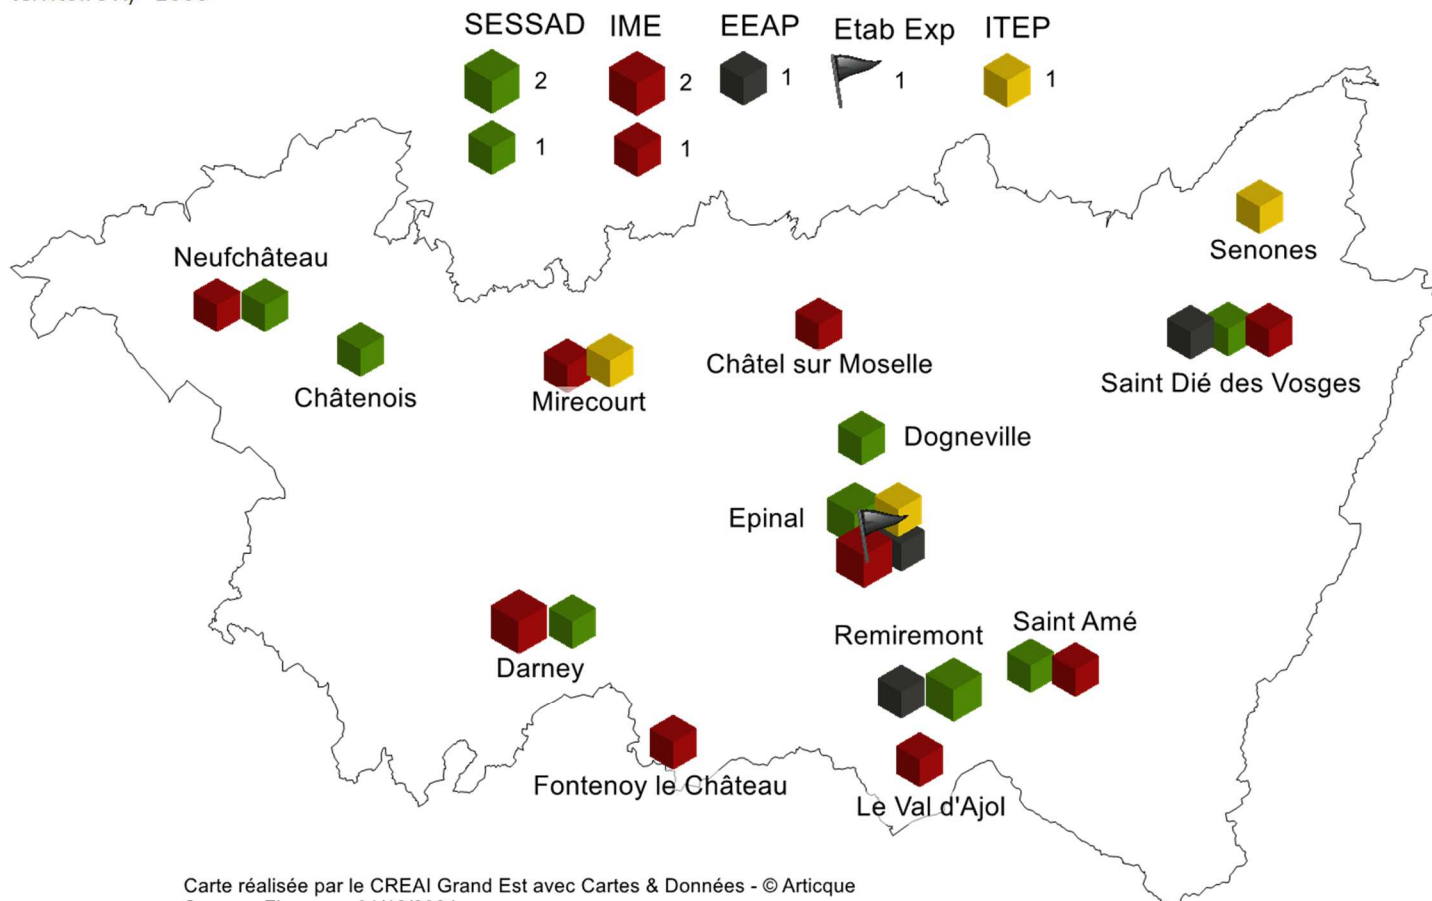 SESSAD IME EEAP Etab Exp ITEP
2 2 1 1 1
1 1
Senones
Neufchâteau
Châtel sur Moselle
Saint Dié des Vosges
Châtenois
Mirecourt
Dogneville
Epinal
Saint Amé
Remiremont
Darney
Fontenoy le Château
Le Val d'Ajol
Carte réalisée par le CREAI Grand Est avec Cartes & Données - © Articque